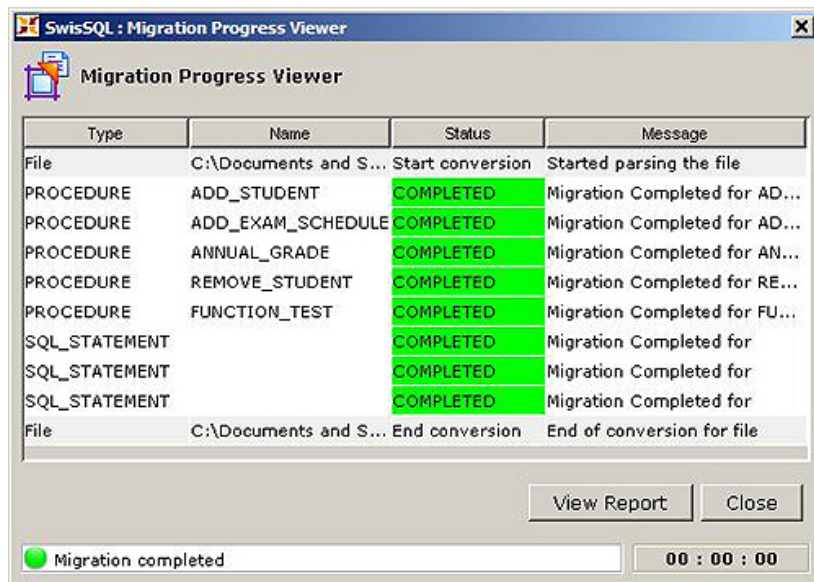 SwisSQL : Migration Progress Viewer
Migration Progress Viewer
Type Name Status Message
File C:\Documents and S... Start conversion Started parsing the file
PROCEDURE ADD_STUDENT COMPLETED Migration Completed for AD...
PROCEDURE ADD_EXAM_SCHEDULE COMPLETED Migration Completed for AD...
PROCEDURE ANNUAL_GRADE COMPLETED Migration Completed for AN...
PROCEDURE REMOVE_STUDENT COMPLETED Migration Completed for RE...
PROCEDURE FUNCTION_TEST COMPLETED Migration Completed for FU...
SQL_STATEMENT COMPLETED Migration Completed for
SQL_STATEMENT COMPLETED Migration Completed for
SQL_STATEMENT COMPLETED Migration Completed for
File C:\Documents and S... End conversion End of conversion for file
View Report Close
Migration completed 00 : 00 : 00